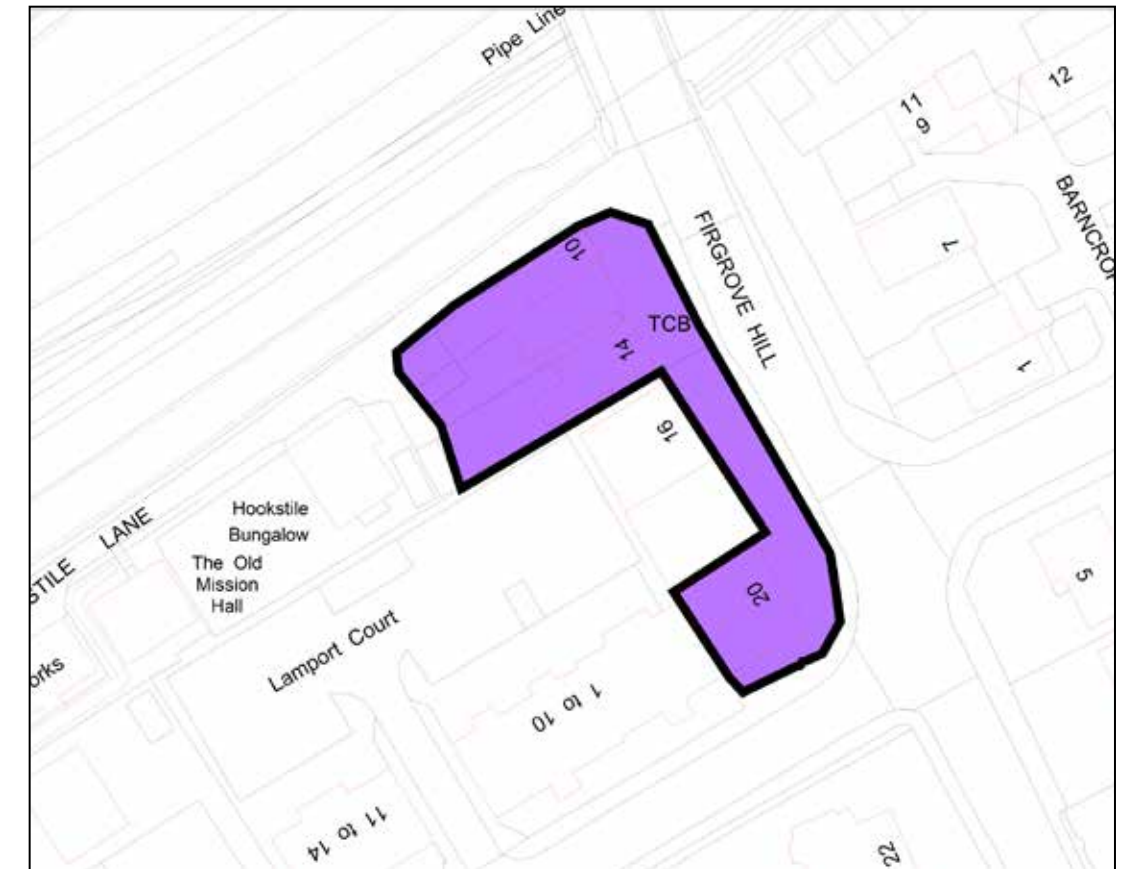 Pipe Line
12
11
9
BARNCRO
7
FIRGROVE HILL
10
TCB
14
1
16
Hookstile
Bungalow
STILE LANE
The Old
Mission
Hall
20
5
Lamport Court
orks
1 to 10
11 to 14
22